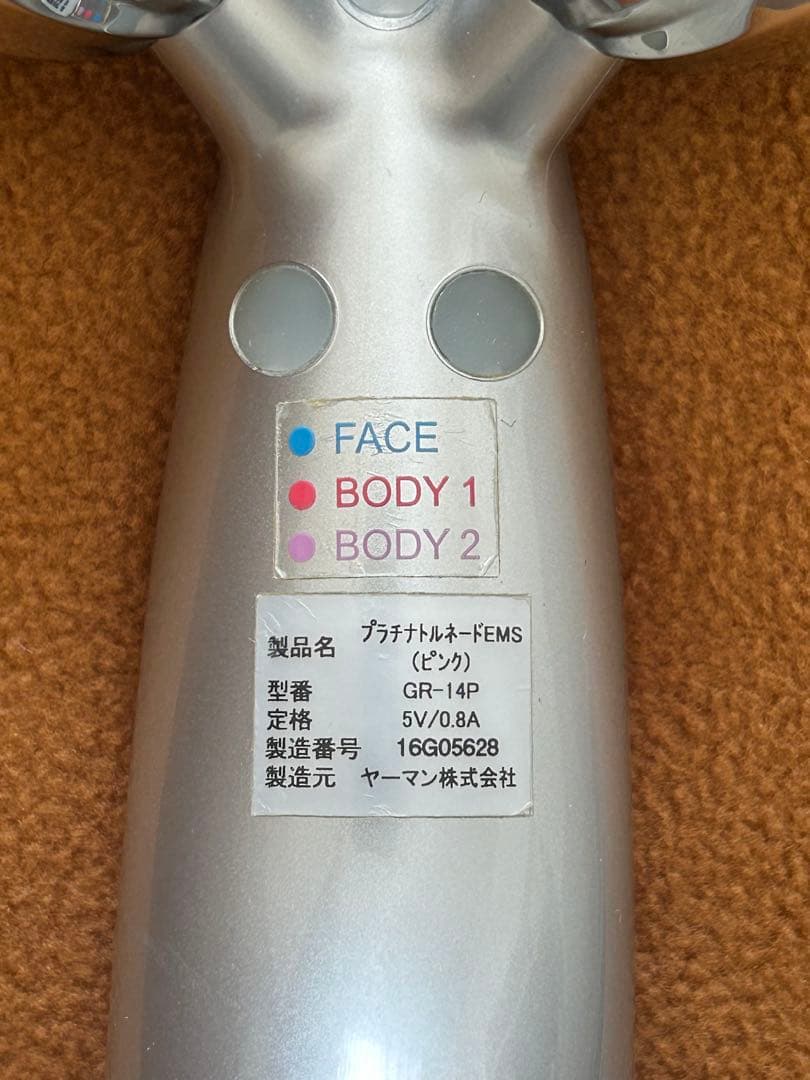 FACE
BODY 1
BODY 2
製品名 プラチナトルネードEMS
(ピンク)
型番 GR-14P
定格 5V/0.8A
製造番号 16G05628
製造元 ヤーマン株式会社